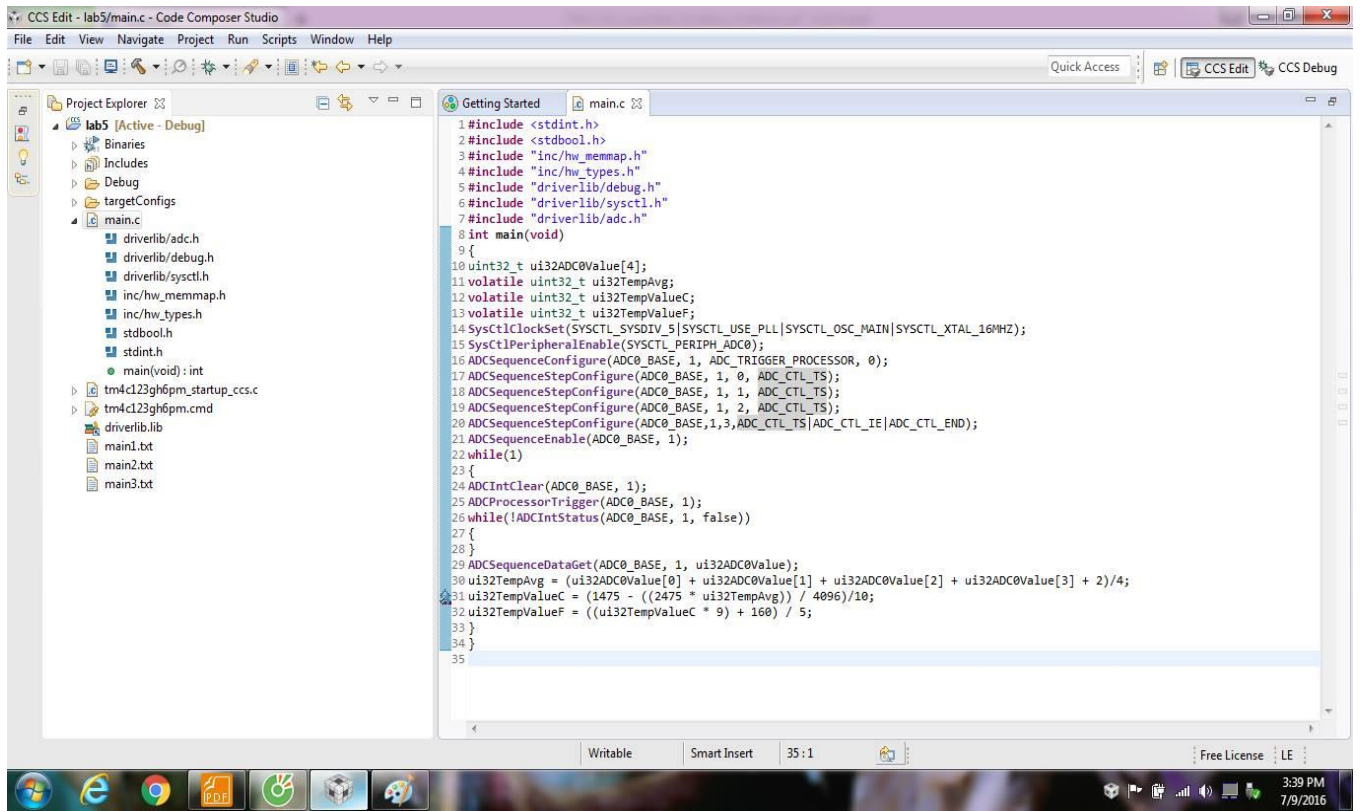 CCS Edit - lab5/main.c - Code Composer Studio
File Edit View Navigate Project Run Scripts Window Help
Quick Access CCS Edit CCS Debug
Project Explorer
lab5 [Active - Debug]
Binaries
Includes
Debug
targetConfigs
main.c
driverlib/adc.h
driverlib/debug.h
driverlib/sysctl.h
inc/hw_memmap.h
inc/hw_types.h
stdbool.h
stdint.h
main(void) : int
tm4c123gh6pm_startup_ccs.c
tm4c123gh6pm.cmd
driverlib.lib
main1.txt
main2.txt
main3.txt
Getting Started main.c
1 #include <stdint.h>
2 #include <stdbool.h>
3 #include "inc/hw_memmap.h"
4 #include "inc/hw_types.h"
5 #include "driverlib/debug.h"
6 #include "driverlib/sysctl.h"
7 #include "driverlib/adc.h"
8 int main(void)
9 {
10 uint32_t ui32ADC0Value[4];
11 volatile uint32_t ui32TempAvg;
12 volatile uint32_t ui32TempValueC;
13 volatile uint32_t ui32TempValueF;
14 SysCtlClockSet(SYSCTL_SYSDIV_5|SYSCTL_USE_PLL|SYSCTL_OSC_MAIN|SYSCTL_XTAL_16MHZ);
15 SysCtlPeripheralEnable(SYSCTL_PERIPH_ADC0);
16 ADCSequenceConfigure(ADC0_BASE, 1, ADC_TRIGGER_PROCESSOR, 0);
17 ADCSequenceStepConfigure(ADC0_BASE, 1, 0, ADC_CTL_TS);
18 ADCSequenceStepConfigure(ADC0_BASE, 1, 1, ADC_CTL_TS);
19 ADCSequenceStepConfigure(ADC0_BASE, 1, 2, ADC_CTL_TS);
20 ADCSequenceStepConfigure(ADC0_BASE,1,3,ADC_CTL_TS|ADC_CTL_IE|ADC_CTL_END);
21 ADCSequenceEnable(ADC0_BASE, 1);
22 while(1)
23 {
24 ADCIntClear(ADC0_BASE, 1);
25 ADCProcessorTrigger(ADC0_BASE, 1);
26 while(!ADCIntStatus(ADC0_BASE, 1, false))
27 {
28 }
29 ADCSequenceDataGet(ADC0_BASE, 1, ui32ADC0Value);
30 ui32TempAvg = (ui32ADC0Value[0] + ui32ADC0Value[1] + ui32ADC0Value[2] + ui32ADC0Value[3] + 2)/4;
31 ui32TempValueC = (1475 - ((2475 * ui32TempAvg)) / 4096)/10;
32 ui32TempValueF = ((ui32TempValueC * 9) + 160) / 5;
33 }
34 }
35
Writable Smart Insert 35 : 1 Free License LE
PDF
3:39 PM
7/9/2016